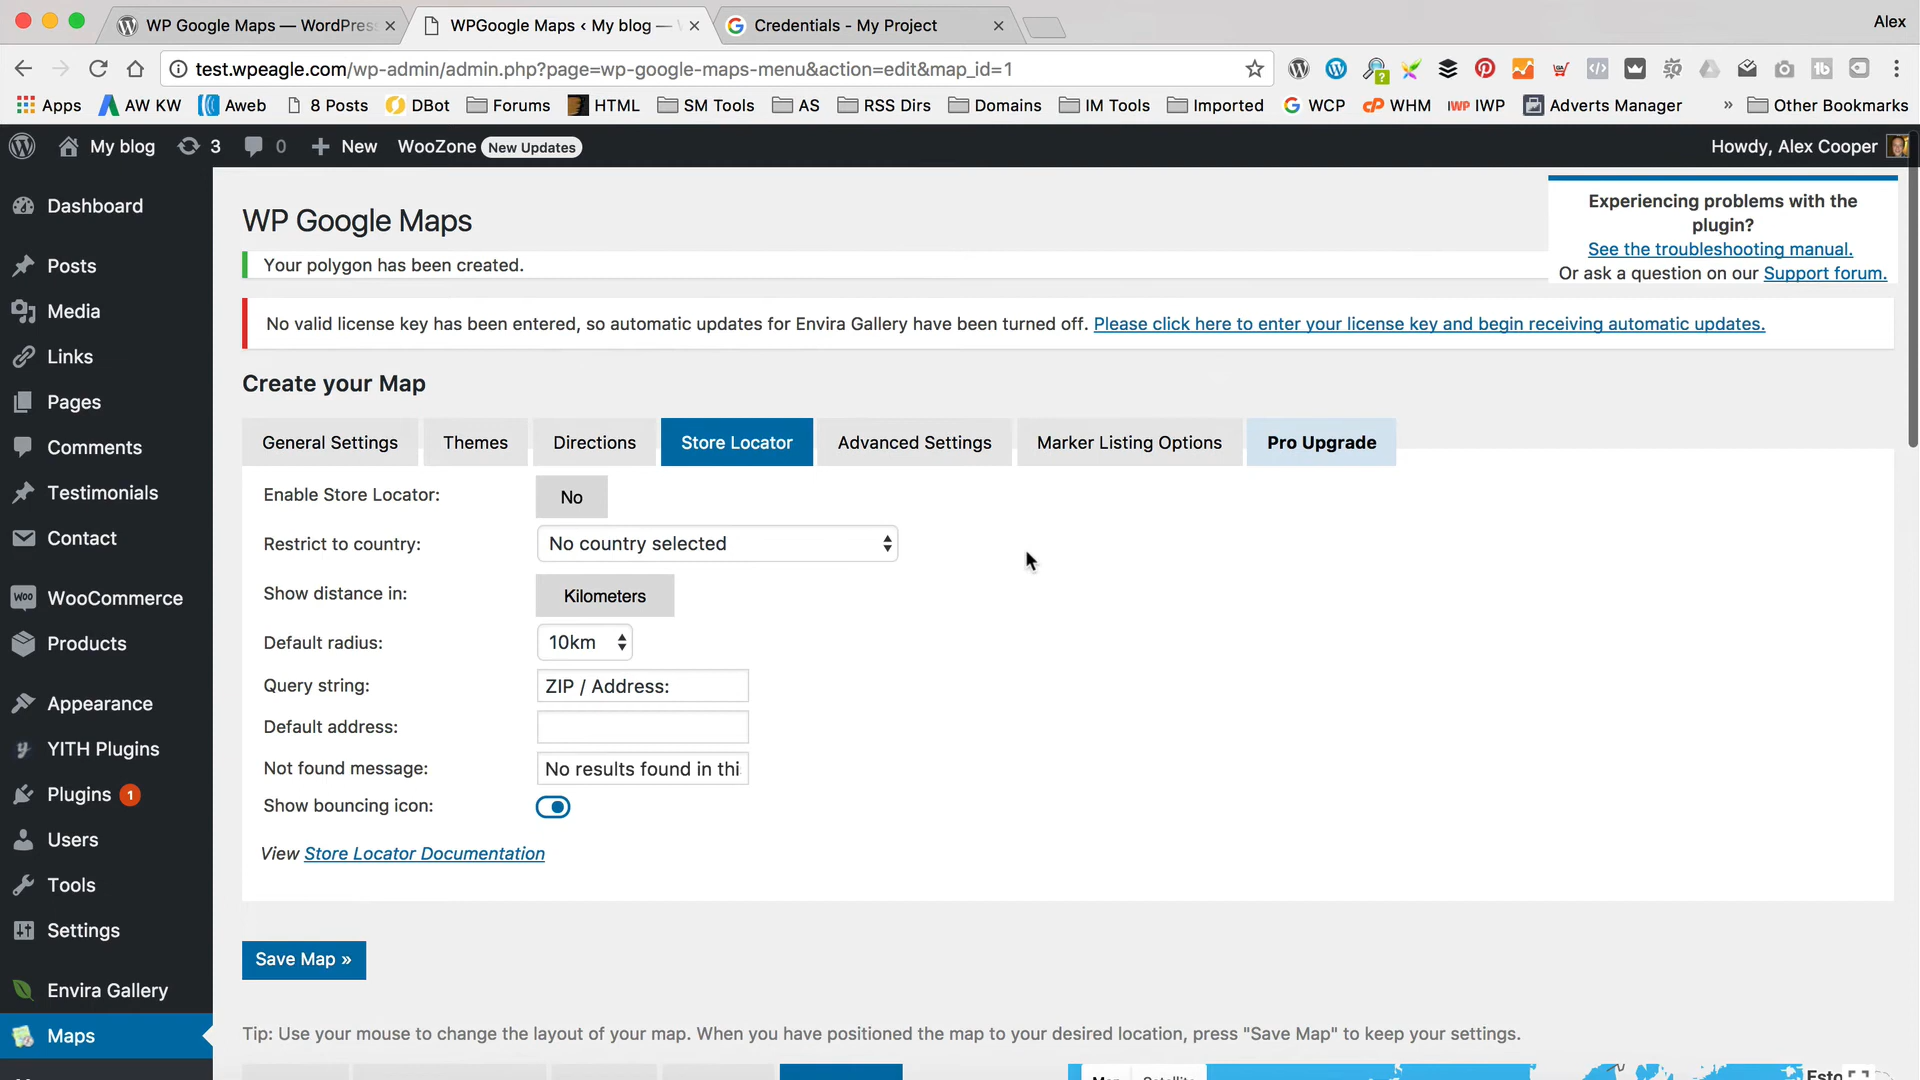 WP Google Maps — WordPres
WPGoogle Maps ‹ My blog —
Credentials - My Project
Alex
test.wpeagle.com/wp-admin/admin.php?page=wp-google-maps-menu&action=edit&map_id=1
Apps AW KW Aweb 8 Posts DBot Forums HTML SM Tools AS RSS Dirs Domains IM Tools Imported WCP WHM IWP IWP Adverts Manager » Other Bookmarks
My blog 3 0 New WooZone New Updates Howdy, Alex Cooper
Dashboard
Posts
Media
Links
Pages
Comments
Testimonials
Contact
WooCommerce
Products
Appearance
YITH Plugins
Plugins 1
Users
Tools
Settings
Envira Gallery
Maps
WP Google Maps
Experiencing problems with the
plugin?
See the troubleshooting manual.
Or ask a question on our Support forum.
Your polygon has been created.
No valid license key has been entered, so automatic updates for Envira Gallery have been turned off. Please click here to enter your license key and begin receiving automatic updates.
Create your Map
General Settings Themes Directions Store Locator Advanced Settings Marker Listing Options Pro Upgrade
Enable Store Locator: No
Restrict to country: No country selected
Show distance in: Kilometers
Default radius: 10km
Query string: ZIP / Address:
Default address:
Not found message: No results found in thi
Show bouncing icon:
View Store Locator Documentation
Save Map »
Tip: Use your mouse to change the layout of your map. When you have positioned the map to your desired location, press "Save Map" to keep your settings.
Map Satellite Esto